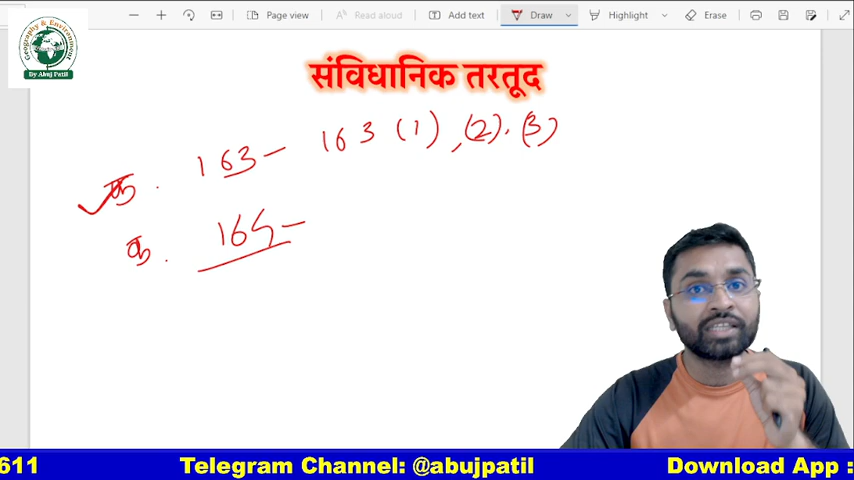 Page view
Read aloud
Add text
Draw
Highlight
Erase
Geography & Environment
By Abuj Patil
संविधानिक तरतूद
क. 163 - 163 (1), (2). (3)
क. 164 -
611 Telegram Channel: @abujpatil Download App :